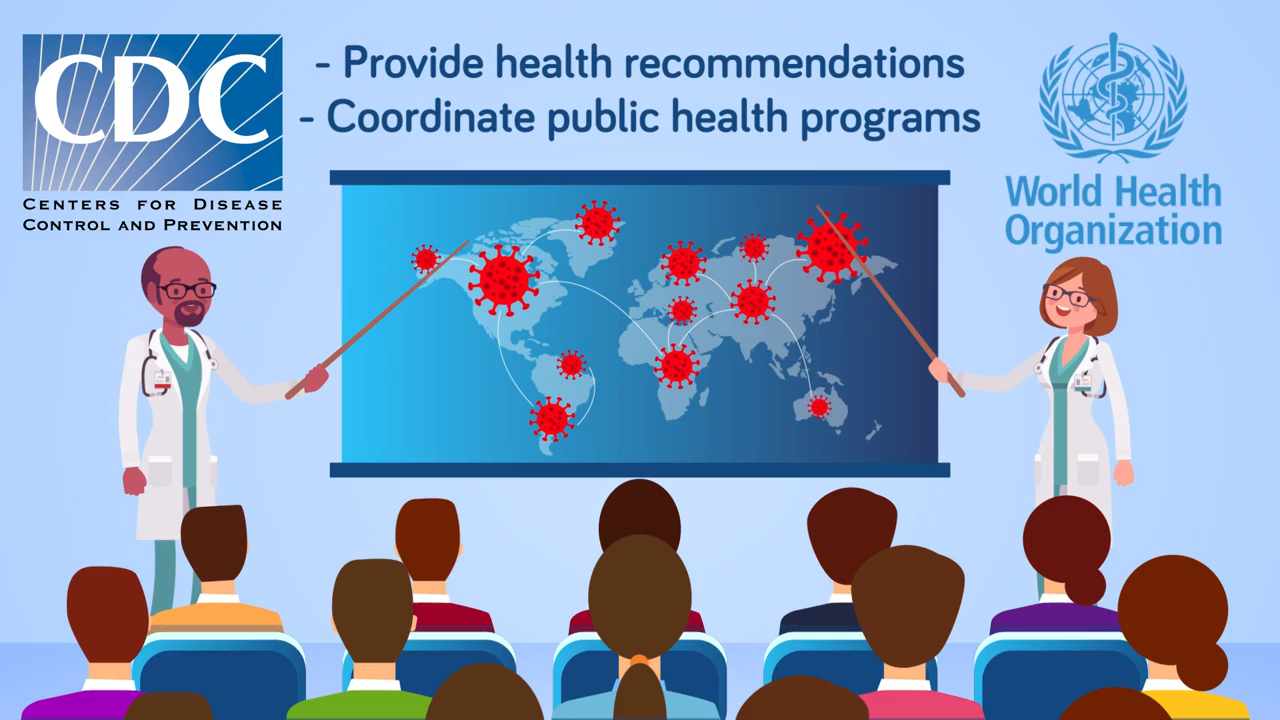 CDC
CENTERS FOR DISEASE
CONTROL AND PREVENTION
- Provide health recommendations
- Coordinate public health programs
World Health
Organization